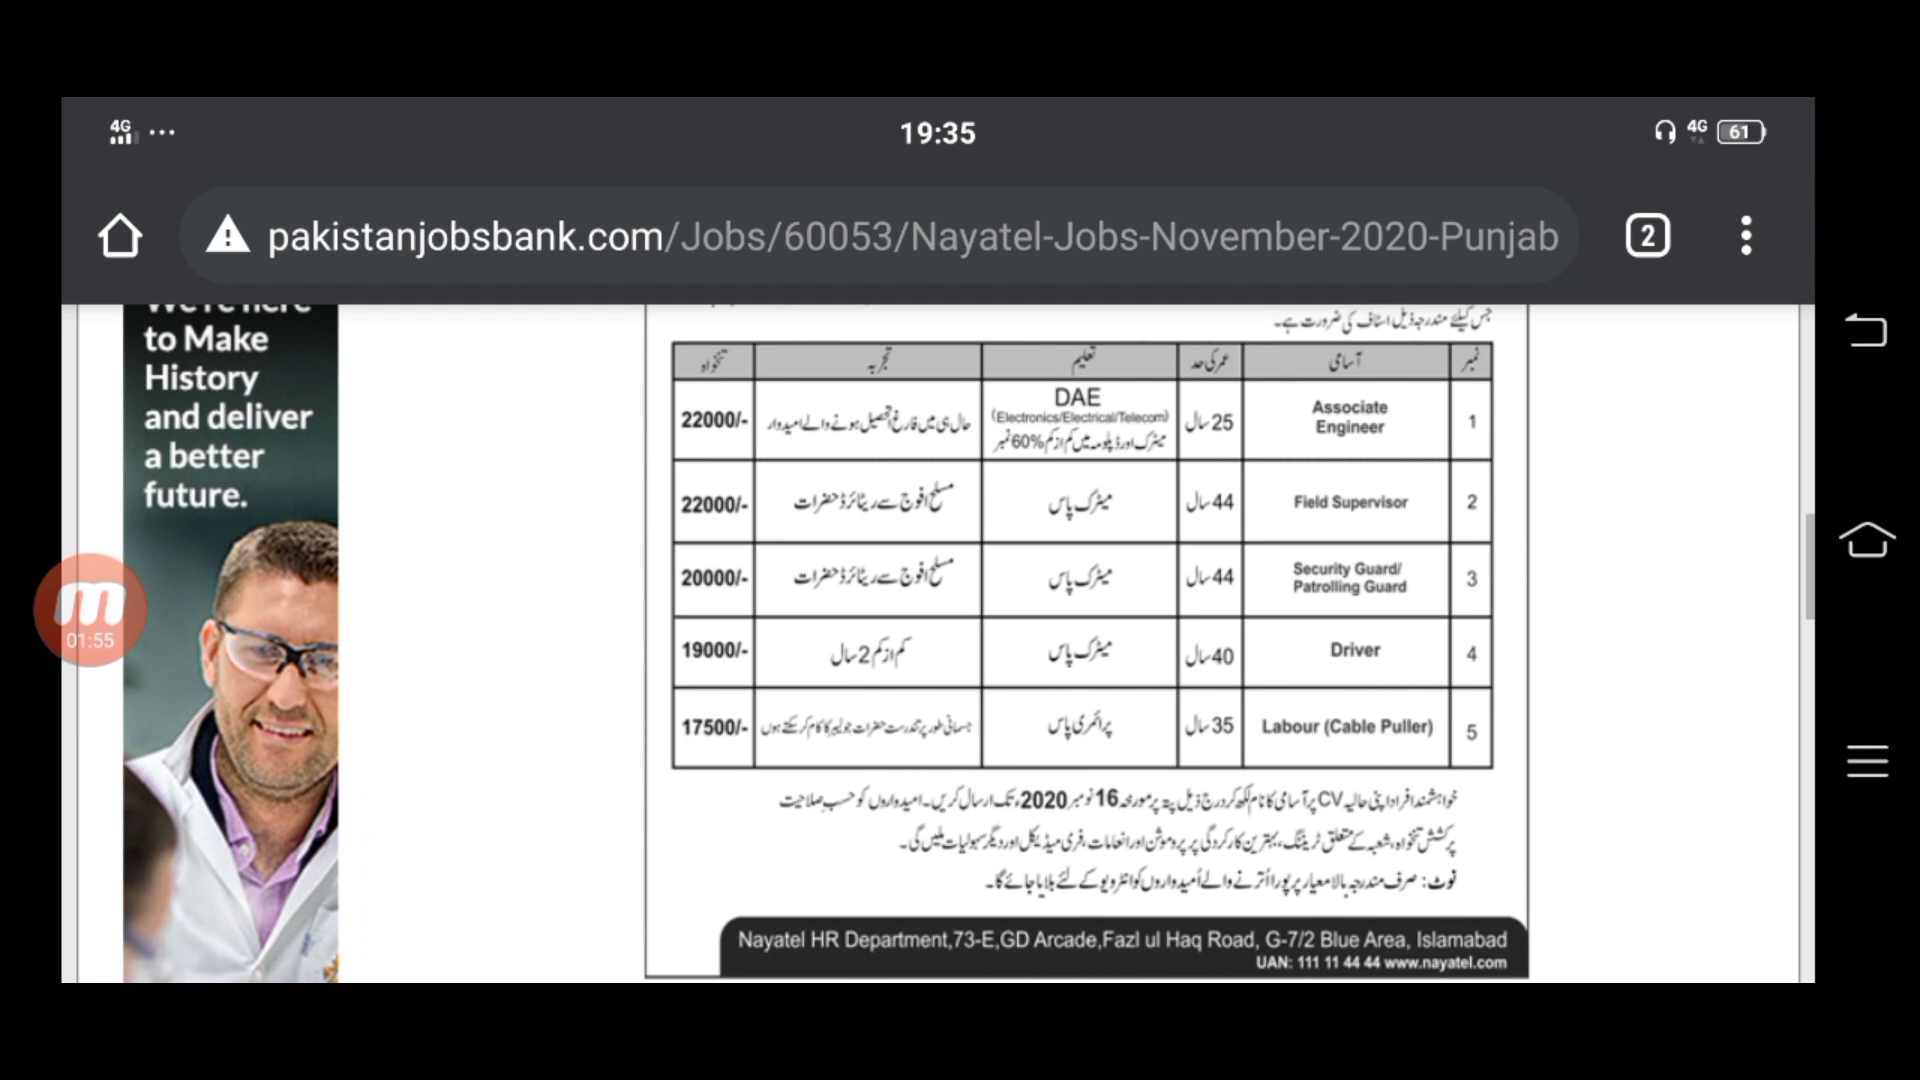 4G
19:35
4G
61
pakistanjobsbank.com/Jobs/60053/Nayatel-Jobs-November-2020-Punjab
2
We're here
to Make
History
and deliver
a better
future.
01:55
جس کیلئے مندرجہ ذیل اسٹاف کی ضرورت ہے۔
نمبر آسامی عمر کی حد تعلیم تجربہ تنخواہ
1 Associate Engineer 25 سال DAE (Electronics/Electrical/Telecom) میٹرک اور ڈپلومہ میں کم از کم %60 نمبر حال ہی میں فارغ التحصیل ہونے والے امیدوار 22000/-
2 Field Supervisor 44 سال میٹرک پاس مسلح افواج سے ریٹائرڈ حضرات 22000/-
3 Security Guard/ Patrolling Guard 44 سال میٹرک پاس مسلح افواج سے ریٹائرڈ حضرات 20000/-
4 Driver 40 سال میٹرک پاس کم از کم 2 سال 19000/-
5 Labour (Cable Puller) 35 سال پرائمری پاس جسمانی طور پر تندرست حضرات جو لیبر کا کام کر سکتے ہوں 17500/-
خواہشمند افراد اپنی حالیہ CV پر آسامی کا نام لکھ کر درج ذیل پتہ پر مورخہ 16 نومبر 2020ء تک ارسال کریں۔ امیدواروں کو حسب صلاحیت
پرکشش تنخواہ، شعبہ کے متعلق ٹریننگ، بہترین کارکردگی پر پروموشن اور انعامات، فری میڈیکل اور دیگر سہولیات ملیں گی۔
نوٹ: صرف مندرجہ بالا معیار پر پورا اُترنے والے اُمیدواروں کو انٹرویو کے لئے بلایا جائے گا۔
Nayatel HR Department,73-E,GD Arcade,Fazl ul Haq Road, G-7/2 Blue Area, Islamabad
UAN: 111 11 44 44 www.nayatel.com